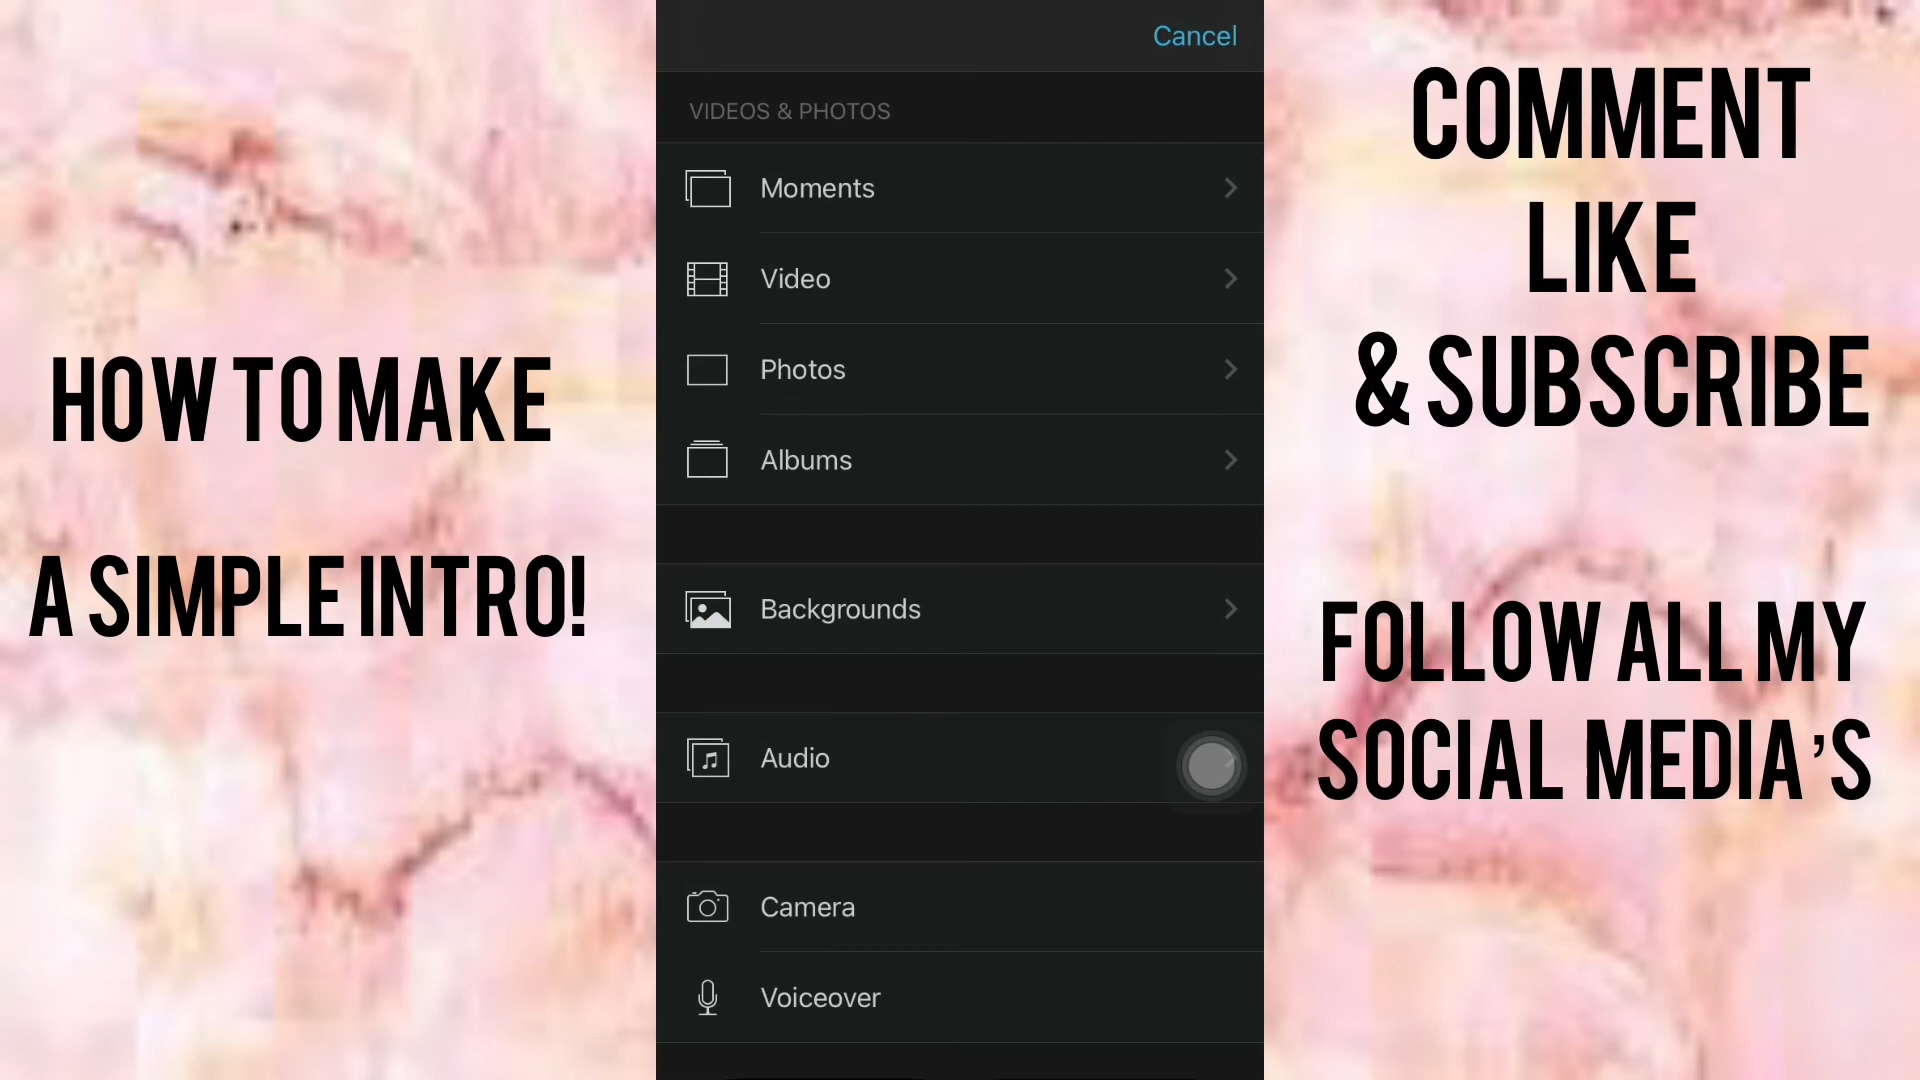 HOW TO MAKE
A SIMPLE INTRO!
Cancel
VIDEOS & PHOTOS
Moments
Video
Photos
Albums
Backgrounds
Audio
Camera
Voiceover
COMMENT
LIKE
& SUBSCRIBE
FOLLOW ALL MY
SOCIAL MEDIA'S